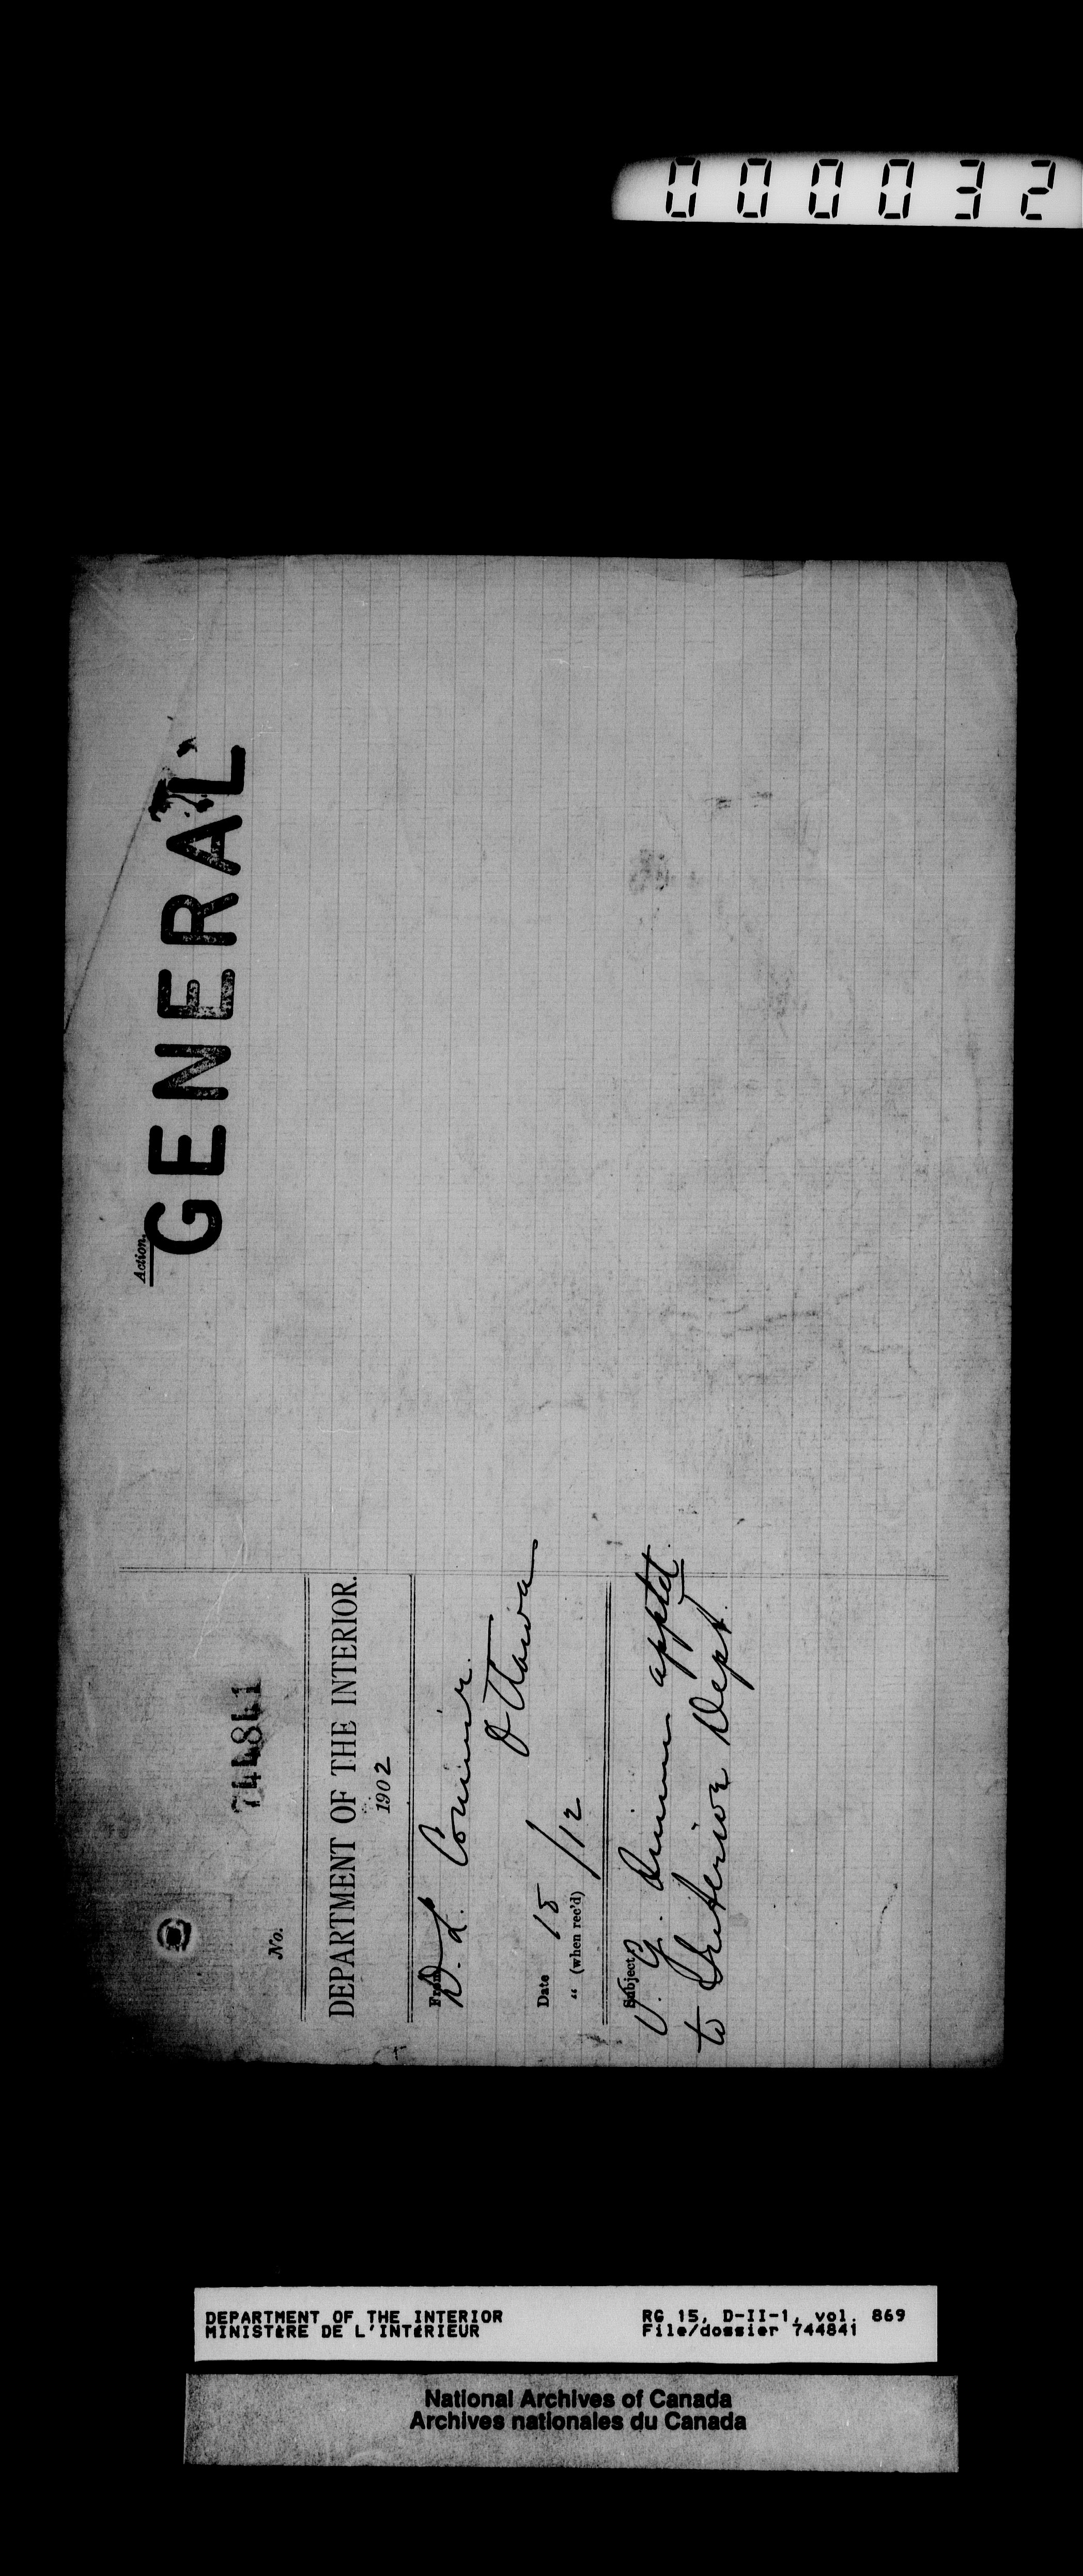 000032
Action.
GENERAL
744841
No.
DEPARTMENT OF THE INTERIOR.
1902
From
D. L.
Ottawa
Date 15/12
" (when rec'd)
Subject,
V. G. apptd
to Interior Dept.
DEPARTMENT OF THE INTERIOR
MINISTÈRE DE L'INTÉRIEUR
RG 15, D-II-1, vol. 869
File/dossier 744841
National Archives of Canada
Archives nationales du Canada